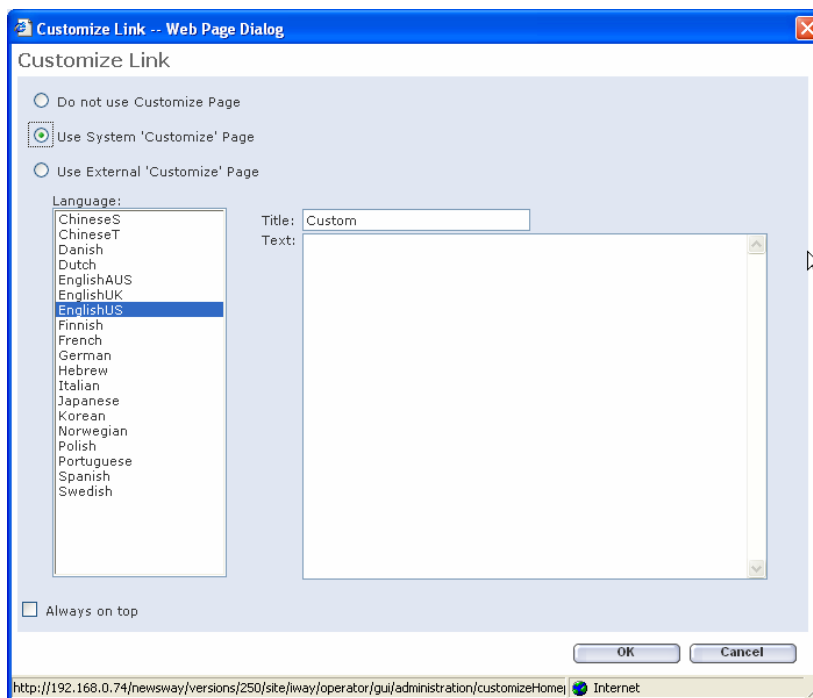 Customize Link -- Web Page Dialog
Customize Link
Do not use Customize Page
Use System 'Customize' Page
Use External 'Customize' Page
Language:
ChineseS
ChineseT
Danish
Dutch
EnglishAUS
EnglishUK
EnglishUS
Finnish
French
German
Hebrew
Italian
Japanese
Korean
Norwegian
Polish
Portuguese
Spanish
Swedish
Title: Custom
Text:
Always on top
OK Cancel
http://192.168.0.74/newsway/versions/250/site/iway/operator/gui/administration/customizeHome Internet